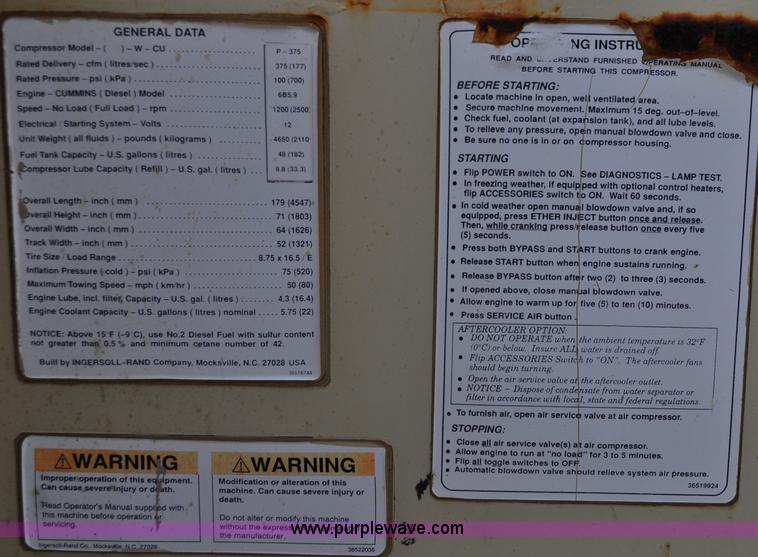 GENERAL DATA
Compressor Model – ( ) – W – CU P – 375
Rated Delivery – cfm ( litres/sec ) 375 (177)
Rated Pressure – psi ( kPa ) 100 (700)
Engine – CUMMINS ( Diesel ) Model 6B5.9
Speed – No Load ( Full Load ) – rpm 1200 (2500)
Electrical ( Starting ) System – Volts 12
Unit Weight ( all fluids ) – pounds ( kilograms ) 4650 (2110
Fuel Tank Capacity – U.S. gallons ( litres ) 48 (182)
Compressor Lube Capacity ( Refill ) – U.S. gal. ( litres ) 8.8 (33.3)
Overall Length – inch ( mm ) 179 (4547)
Overall Height – inch ( mm ) 71 (1803)
Overall Width – inch ( mm ) 64 (1626)
Track Width – inch ( mm ) 52 (1321)
Tire Size / Load Range 8.75 x 16.5 / E
Inflation Pressure (-cold ) – psi ( kPa ) 75 (520)
Maximum Towing Speed – mph ( km/hr ) 50 (80)
Engine Lube, incl. filter, Capacity – U.S. gal. ( litres ) : 4.3 (16.4)
Engine Coolant Capacity – U.S. gallons ( litres ) nominal 5.75 (22)
NOTICE: Above 15°F (–9°C), use No.2 Diesel Fuel with sulfur content
not greater than 0.5 % and minimum cetane number of 42.
Built by INGERSOLL-RAND Company, Mocksville, N.C. 27028 USA
36516744
⚠WARNING
Improper operation of this equipment.
Can cause severe injury or death.
Read Operator's Manual supplied with
this machine before operation or
servicing.
Ingersoll-Rand Co., Mocksville, N.C. 27028
⚠WARNING
Modification or alteration of this
machine. Can cause severe injury or
death.
Do not alter or modify this machine
without the express
the manufacturer.
36522035
OP NG INSTRU
READ AND UNDERSTAND FURNISHED OPERATING MANUAL
BEFORE STARTING THIS COMPRESSOR.
BEFORE STARTING:
• Locate machine in open, well ventilated area.
• Secure machine movement. Maximum 15 deg. out–of–level.
• Check fuel, coolant (at expansion tank), and all lube levels.
• To relieve any pressure, open manual blowdown valve and close.
• Be sure no one is in or on compressor housing.
STARTING
• Flip POWER switch to ON. See DIAGNOSTICS – LAMP TEST.
• In freezing weather, if equipped with optional control heaters,
flip ACCESSORIES switch to ON. Wait 60 seconds.
• In cold weather open manual blowdown valve and, if so
equipped, press ETHER INJECT button once and release.
Then, while cranking press/release button once every five
(5) seconds.
• Press both BYPASS and START buttons to crank engine.
• Release START button when engine sustains running.
• Release BYPASS button after two (2) to three (3) seconds.
• If opened above, close manual blowdown valve.
• Allow engine to warm up for five (5) to ten (10) minutes.
• Press SERVICE AIR button .
AFTERCOOLER OPTION:
• DO NOT OPERATE when the ambient temperature is 32°F
(0°C) or below. Insure ALL water is drained off.
• Flip ACCESSORIES Switch to "ON". The aftercooler fans
should begin turning.
• Open the air service valve at the aftercooler outlet.
• NOTICE – Dispose of condensate from water separator or
filter in accordance with local, state and federal regulations.
• To furnish air, open air service valve at air compressor.
STOPPING:
• Close all air service valve(s) at air compressor.
• Allow engine to run at "no load" for 3 to 5 minutes.
• Flip all toggle switches to OFF.
• Automatic blowdown valve should relieve system air pressure.
36519924
www.purplewave.com